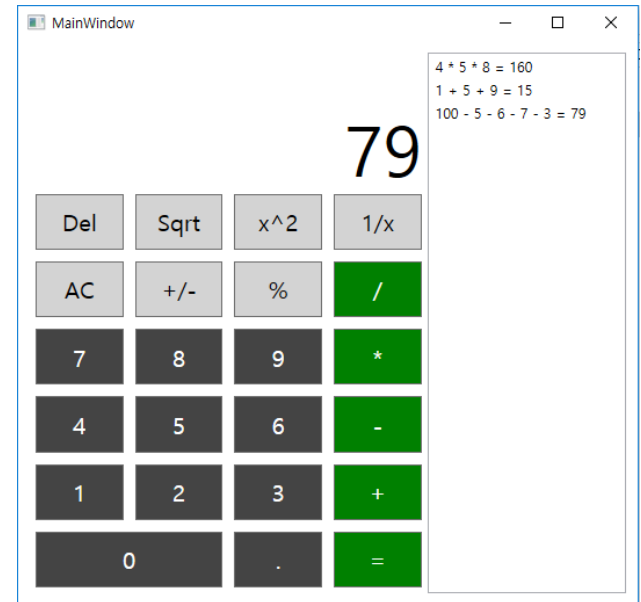 MainWindow
4 * 5 * 8 = 160
1 + 5 + 9 = 15
100 - 5 - 6 - 7 - 3 = 79
79
Del Sqrt x^2 1/x
AC +/- % /
7 8 9 *
4 5 6 -
1 2 3 +
0 . =